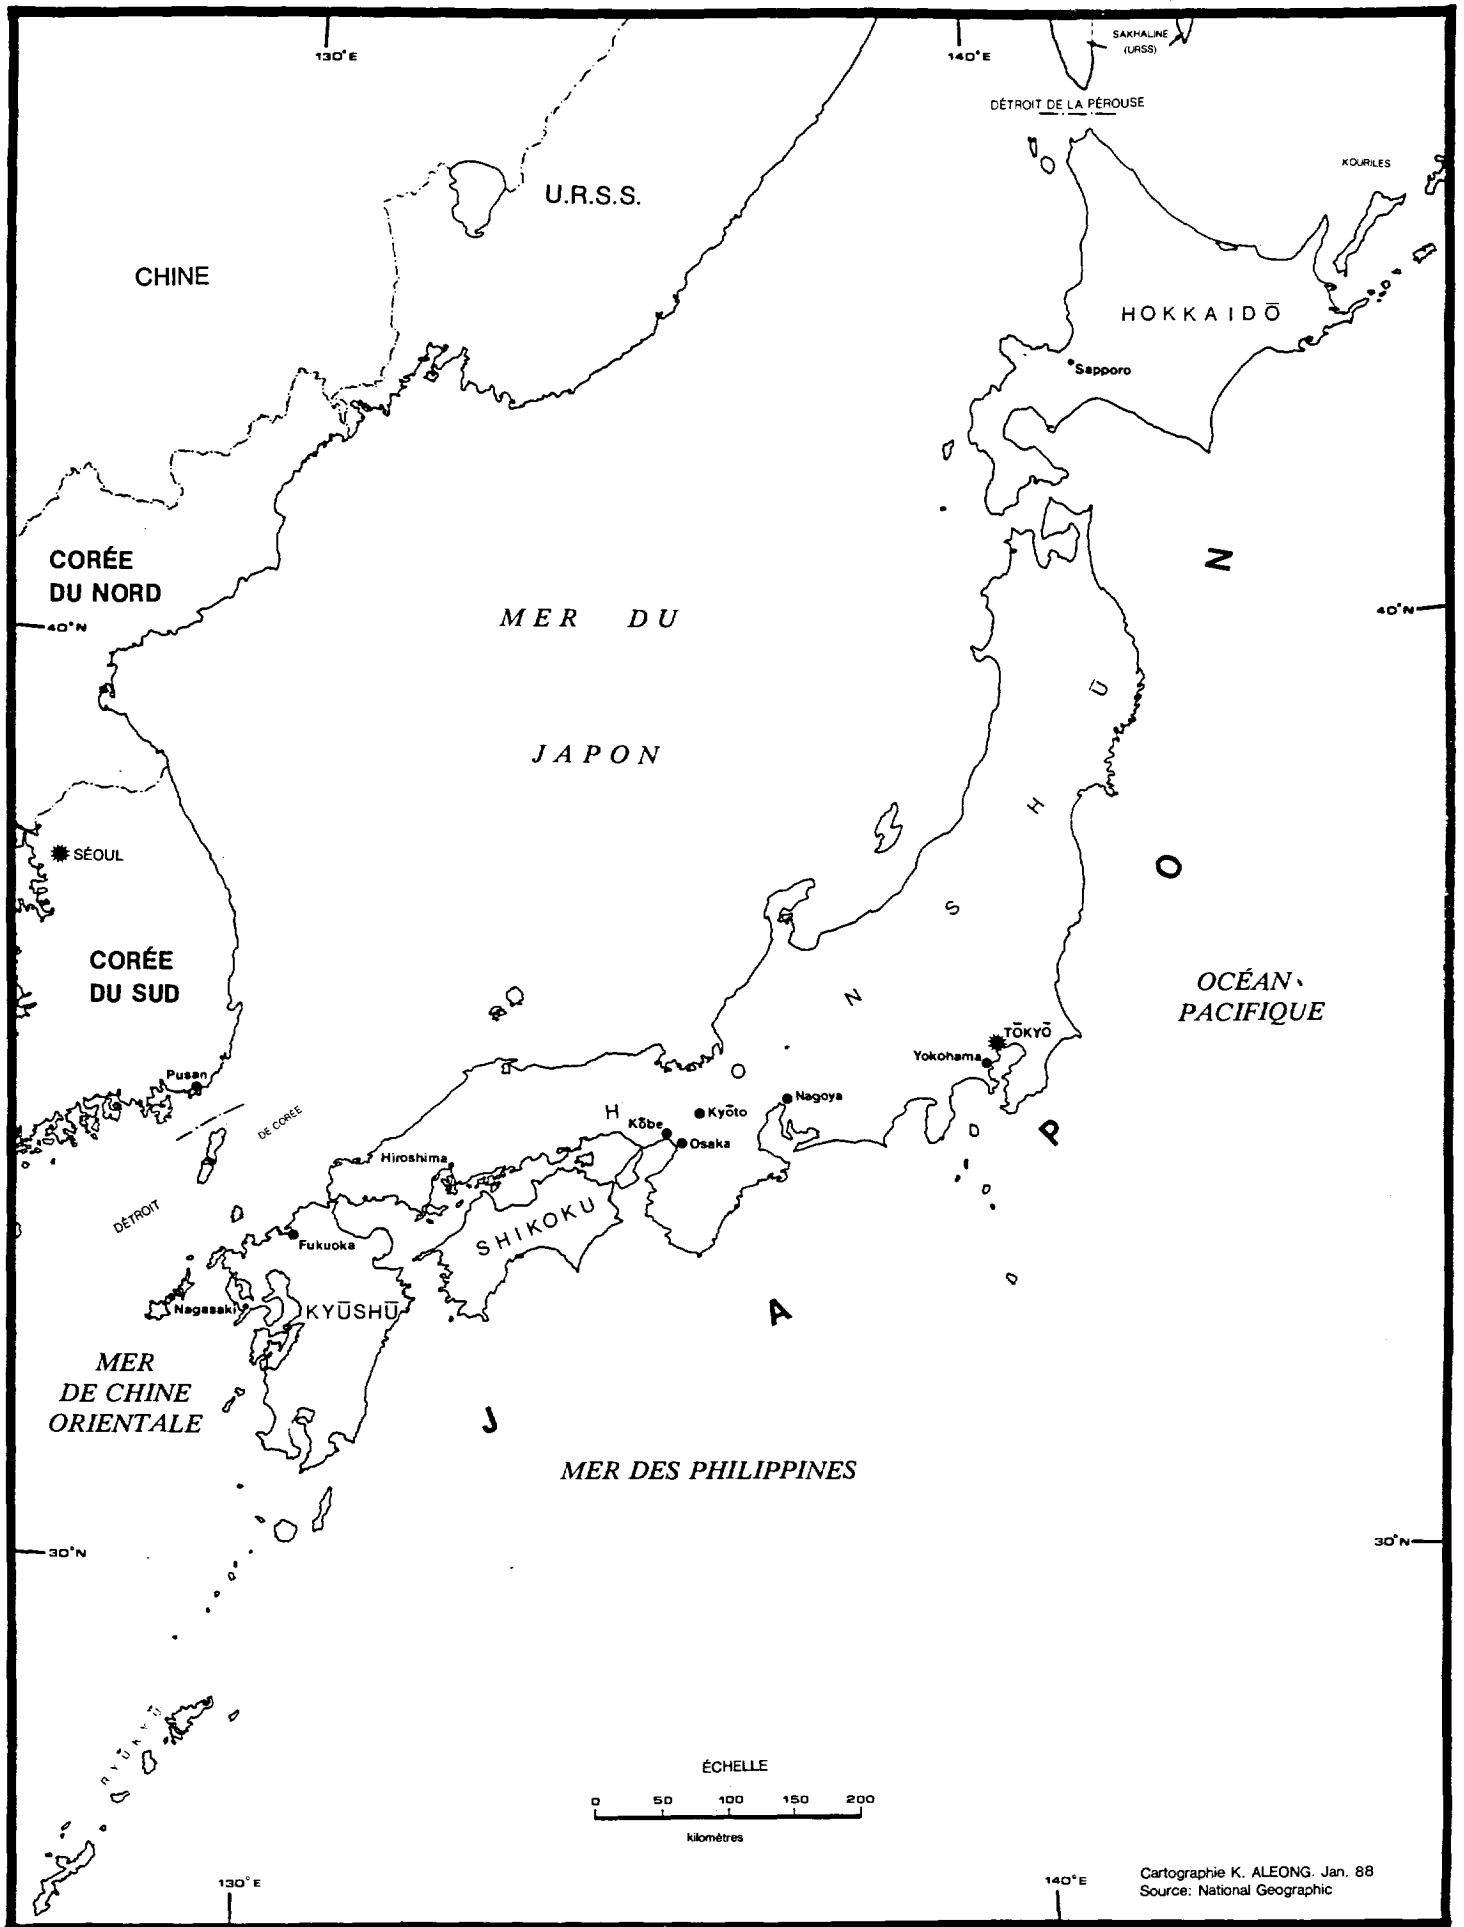 130°E
140°E
SAKHALINE
(URSS)
DÉTROIT DE LA PÉROUSE
KOURILES
U.R.S.S.
CHINE
HOKKAIDŌ
Sapporo
CORÉE
DU NORD
40°N
40°N
MER DU
JAPON
SÉOUL
CORÉE
DU SUD
OCÉAN
PACIFIQUE
HONSHŪ
JAPON
TŌKYŌ
Yokohama
Nagoya
Kyōto
Kōbe
Osaka
Hiroshima
Pusan
DÉTROIT DE CORÉE
SHIKOKU
Fukuoka
Nagasaki
KYŪSHŪ
MER
DE CHINE
ORIENTALE
MER DES PHILIPPINES
30°N
30°N
RYŪKYŪ
ÉCHELLE
0 50 100 150 200
kilomètres
130°E
140°E
Cartographie K. ALEONG. Jan. 88
Source: National Geographic